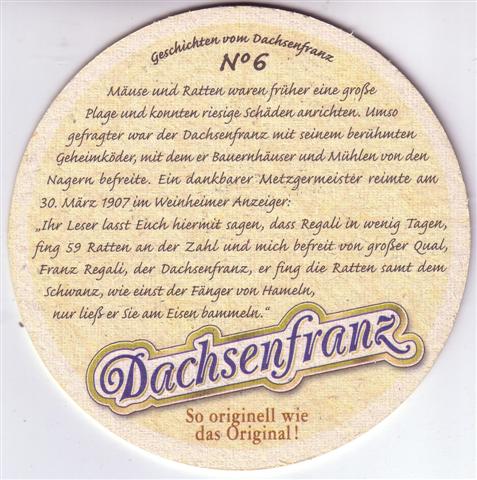 Geschichten vom Dachsenfranz
No 6
Mäuse und Ratten waren früher eine große
Plage und konnten riesige Schäden anrichten. Umso
gefragter war der Dachsenfranz mit seinem berühmten
Geheimköder, mit dem er Bauernhäuser und Mühlen von den
Nagern befreite. Ein dankbarer Metzgermeister reimte am
30. März 1907 im Weinheimer Anzeiger:
„Ihr Leser lasst Euch hiermit sagen, dass Regali in wenig Tagen,
fing 59 Ratten an der Zahl und mich befreit von großer Qual,
Franz Regali, der Dachsenfranz, er fing die Ratten samt dem
Schwanz, wie einst der Fänger von Hameln,
nur ließ er Sie am Eisen bammeln.“
Dachsenfranz
So originell wie
das Original!